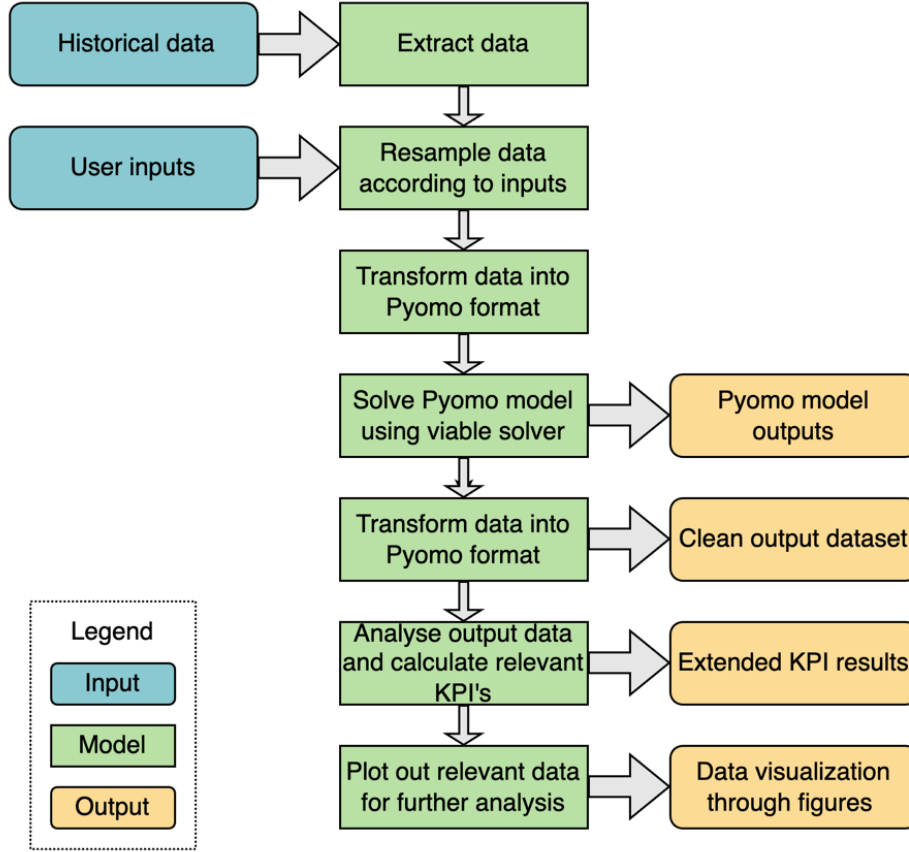 Historical data
Extract data
User inputs
Resample data
according to inputs
Transform data into
Pyomo format
Solve Pyomo model
using viable solver
Pyomo model
outputs
Transform data into
Pyomo format
Clean output dataset
Analyse output data
and calculate relevant
KPI's
Extended KPI results
Plot out relevant data
for further analysis
Data visualization
through figures
Legend
Input
Model
Output